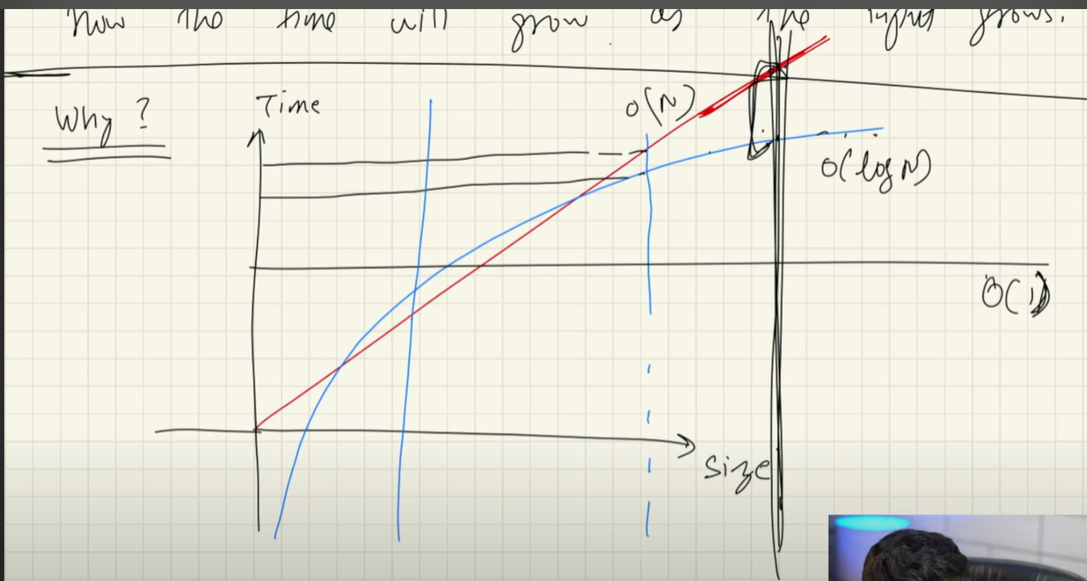 how the time will grow as the input grows.
Why ?
Time
O(N)
O(log N)
O(1)
Size